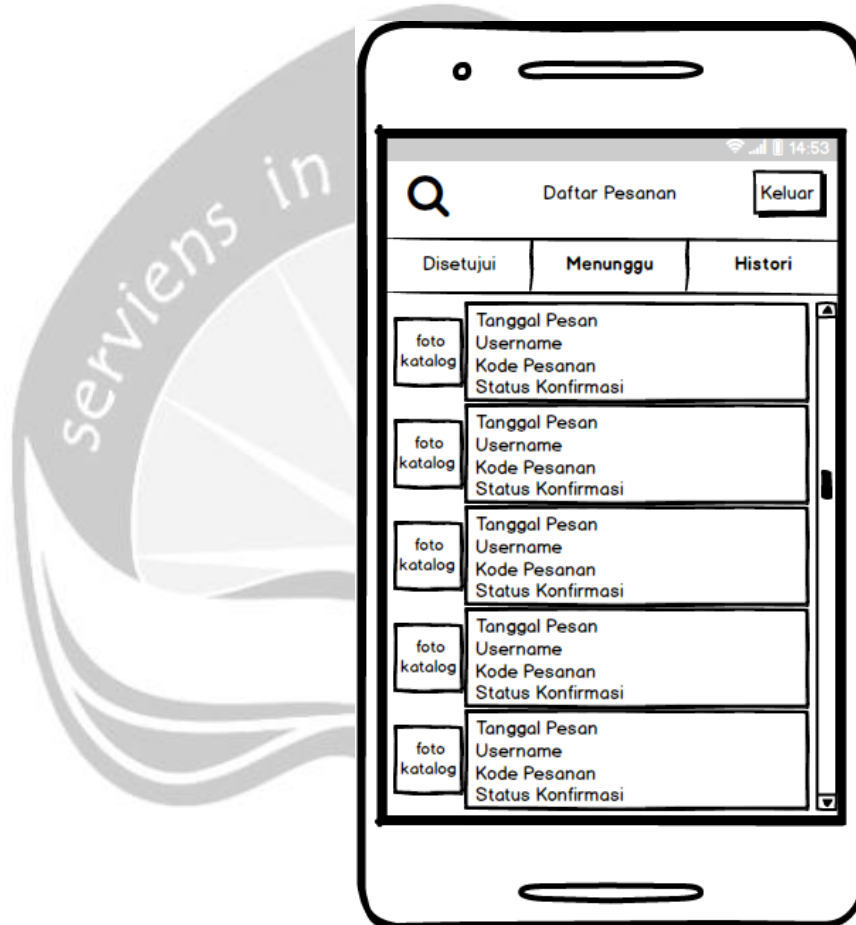 serviens in
14:53
Daftar Pesanan
Keluar
Disetujui
Menunggu
Histori
foto
katalog
Tanggal Pesan
Username
Kode Pesanan
Status Konfirmasi
foto
katalog
Tanggal Pesan
Username
Kode Pesanan
Status Konfirmasi
foto
katalog
Tanggal Pesan
Username
Kode Pesanan
Status Konfirmasi
foto
katalog
Tanggal Pesan
Username
Kode Pesanan
Status Konfirmasi
foto
katalog
Tanggal Pesan
Username
Kode Pesanan
Status Konfirmasi